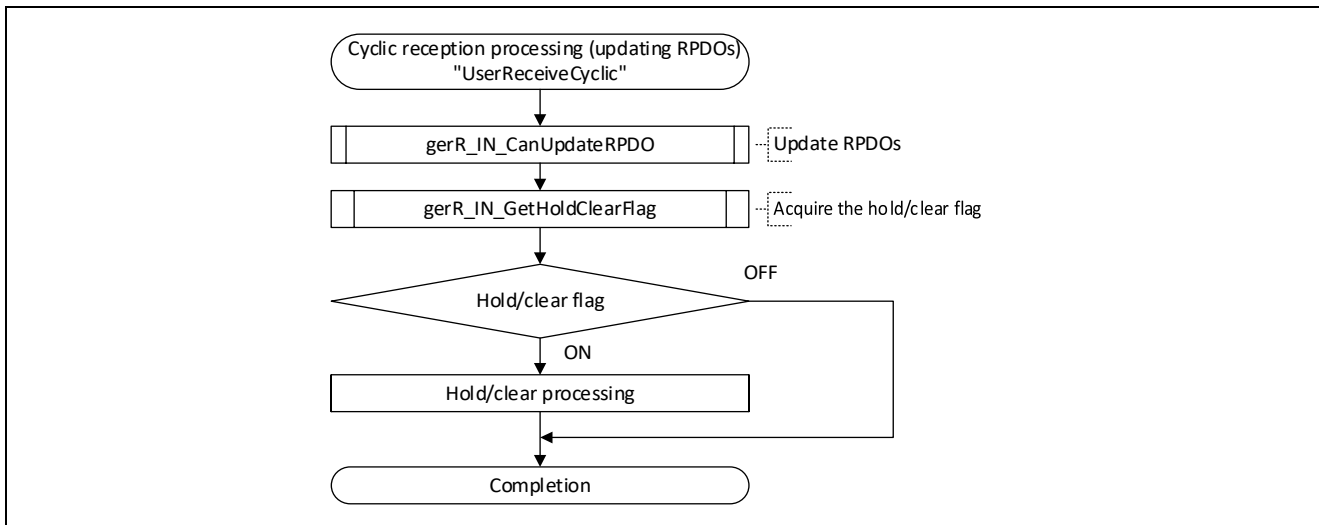 Cyclic reception processing (updating RPDOs)
"UserReceiveCyclic"
gerR_IN_CanUpdateRPDO
Update RPDOs
gerR_IN_GetHoldClearFlag
Acquire the hold/clear flag
OFF
Hold/clear flag
ON
Hold/clear processing
Completion